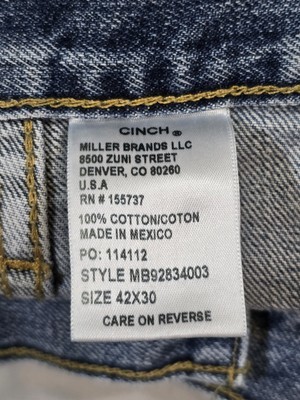 CINCH®
MILLER BRANDS LLC
8500 ZUNI STREET
DENVER, CO 80260
U.S.A
RN # 155737
100% COTTON/COTON
MADE IN MEXICO
PO: 114112
STYLE MB92834003
SIZE 42X30
CARE ON REVERSE